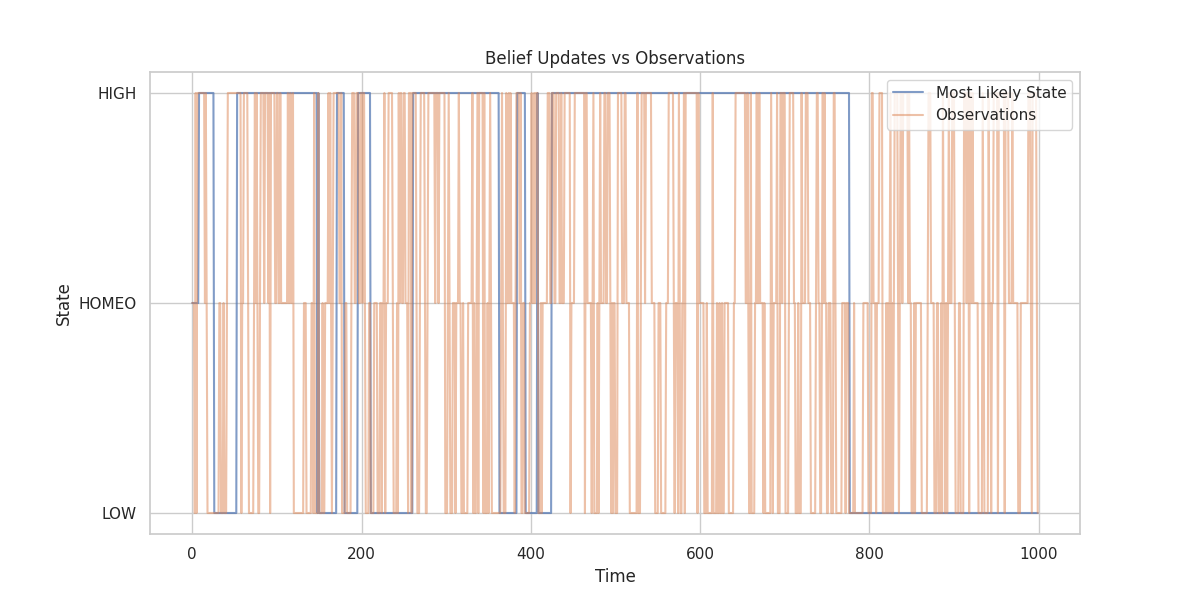 Belief Updates vs Observations
HIGH
HOMEO
LOW
State
Most Likely State
Observations
0 200 400 600 800 1000
Time